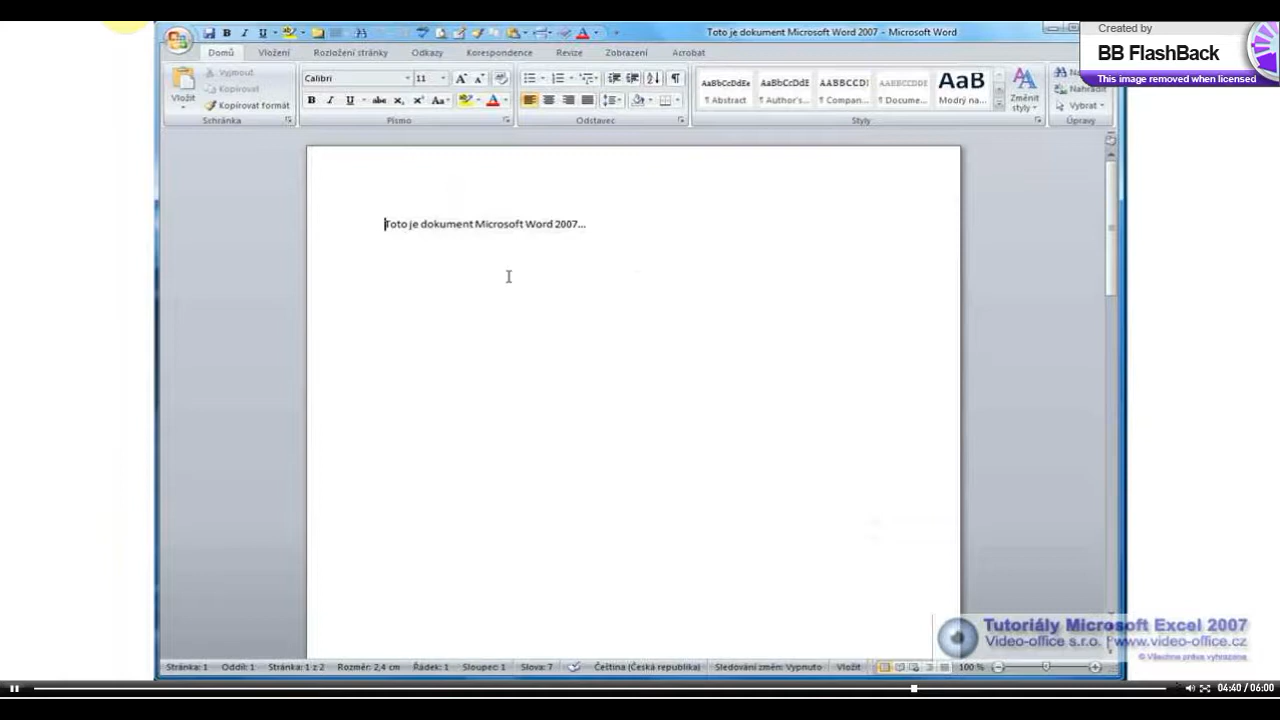 Toto je dokument Microsoft Word 2007 - Microsoft Word
Created by
BB FlashBack
This image removed when licensed
Domů Vložení Rozložení stránky Odkazy Korespondence Revize Zobrazení Acrobat
Vložit
Vyjmout
Kopírovat
Kopírovat formát
Schránka
Calibri 11
Písmo
Odstavec
AaBbCcDdEe AaBbCcDdE AABBCCDI AABBCCDDE AaB
¶ Abstract ¶ Author's... ¶ Compan... ¶ Docume... Modrý na...
Změnit
styly
Styly
Nahradit
Vybrat
Úpravy
Toto je dokument Microsoft Word 2007...
Tutoriály Microsoft Excel 2007
Video-office s.r.o. | www.video-office.cz
© Všechna práva vyhrazena
Stránka: 1 Oddíl: 1 Stránka: 1 z 2 Rozměr: 2,4 cm Řádek: 1 Sloupec: 1 Slova: 7 Čeština (Česká republika) Sledování změn: Vypnuto Vložit 100 %
04:40 / 06:00